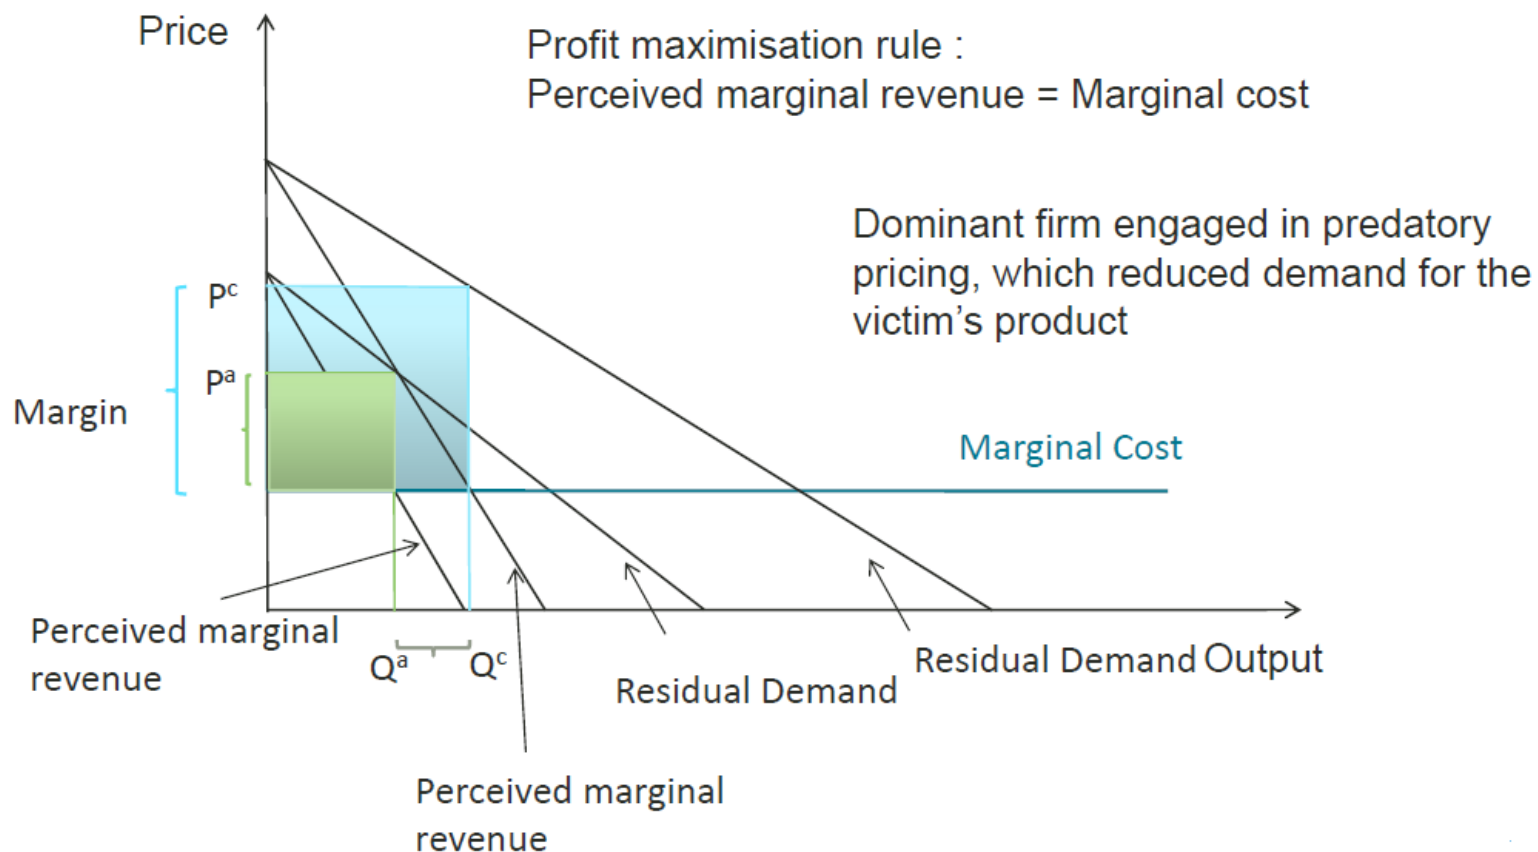 Price
Profit maximisation rule :
Perceived marginal revenue = Marginal cost
Dominant firm engaged in predatory
pricing, which reduced demand for the
victim's product
Pᶜ
Pᵃ
Margin
Marginal Cost
Perceived marginal
revenue
Qᵃ
Qᶜ
Residual Demand
Residual Demand
Output
Perceived marginal
revenue